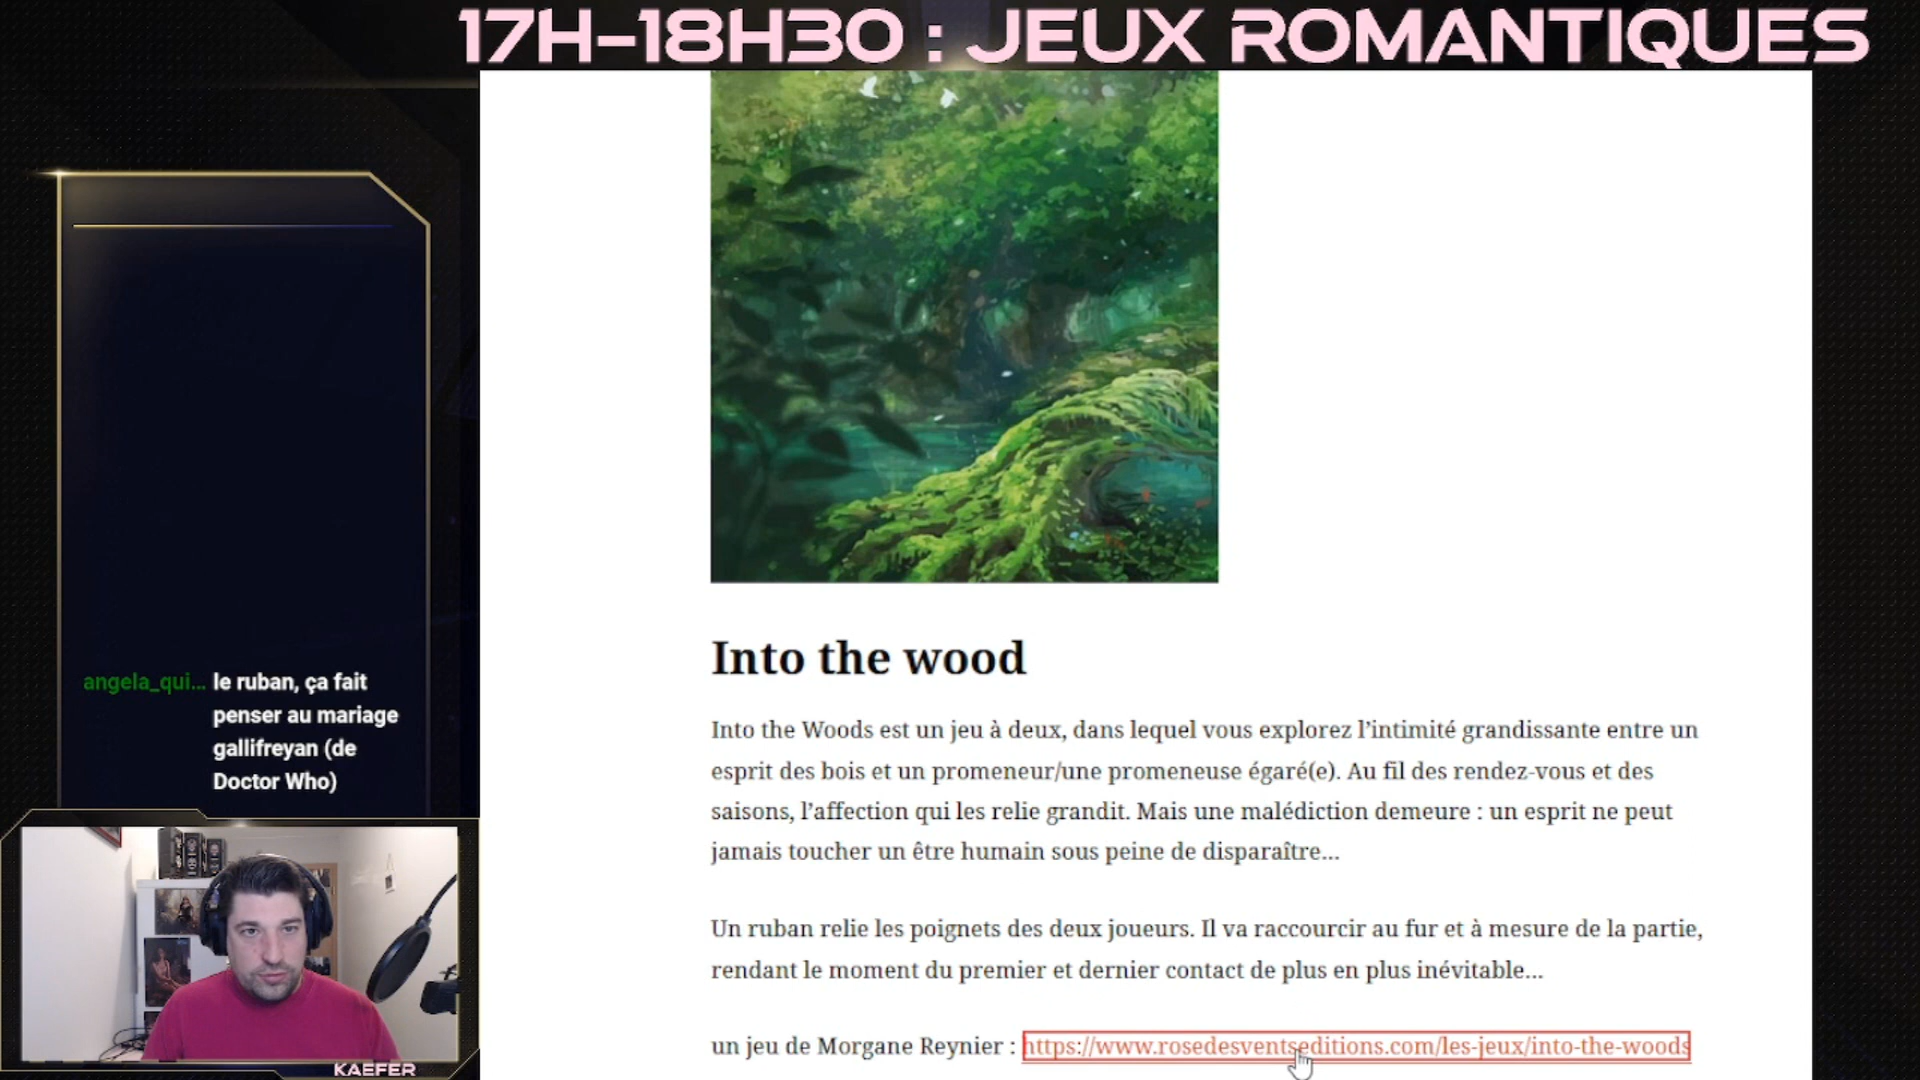 17H-18H30 : JEUX ROMANTIQUES
angela_qui... le ruban, ça fait
penser au mariage
gallifreyan (de
Doctor Who)
KAEFER
Into the wood
Into the Woods est un jeu à deux, dans lequel vous explorez l’intimité grandissante entre un
esprit des bois et un promeneur/une promeneuse égaré(e). Au fil des rendez-vous et des
saisons, l’affection qui les relie grandit. Mais une malédiction demeure : un esprit ne peut
jamais toucher un être humain sous peine de disparaître…
Un ruban relie les poignets des deux joueurs. Il va raccourcir au fur et à mesure de la partie,
rendant le moment du premier et dernier contact de plus en plus inévitable…
un jeu de Morgane Reynier : https://www.rosedesventseditions.com/les-jeux/into-the-woods